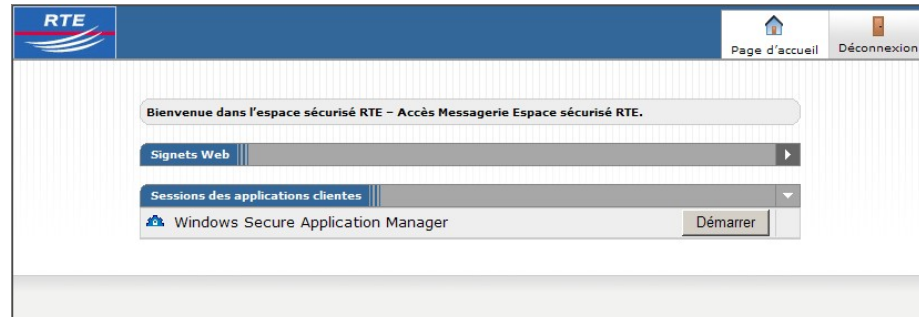 RTE
Page d'accueil
Déconnexion
Bienvenue dans l'espace sécurisé RTE – Accès Messagerie Espace sécurisé RTE.
Signets Web
Sessions des applications clientes
Windows Secure Application Manager
Démarrer